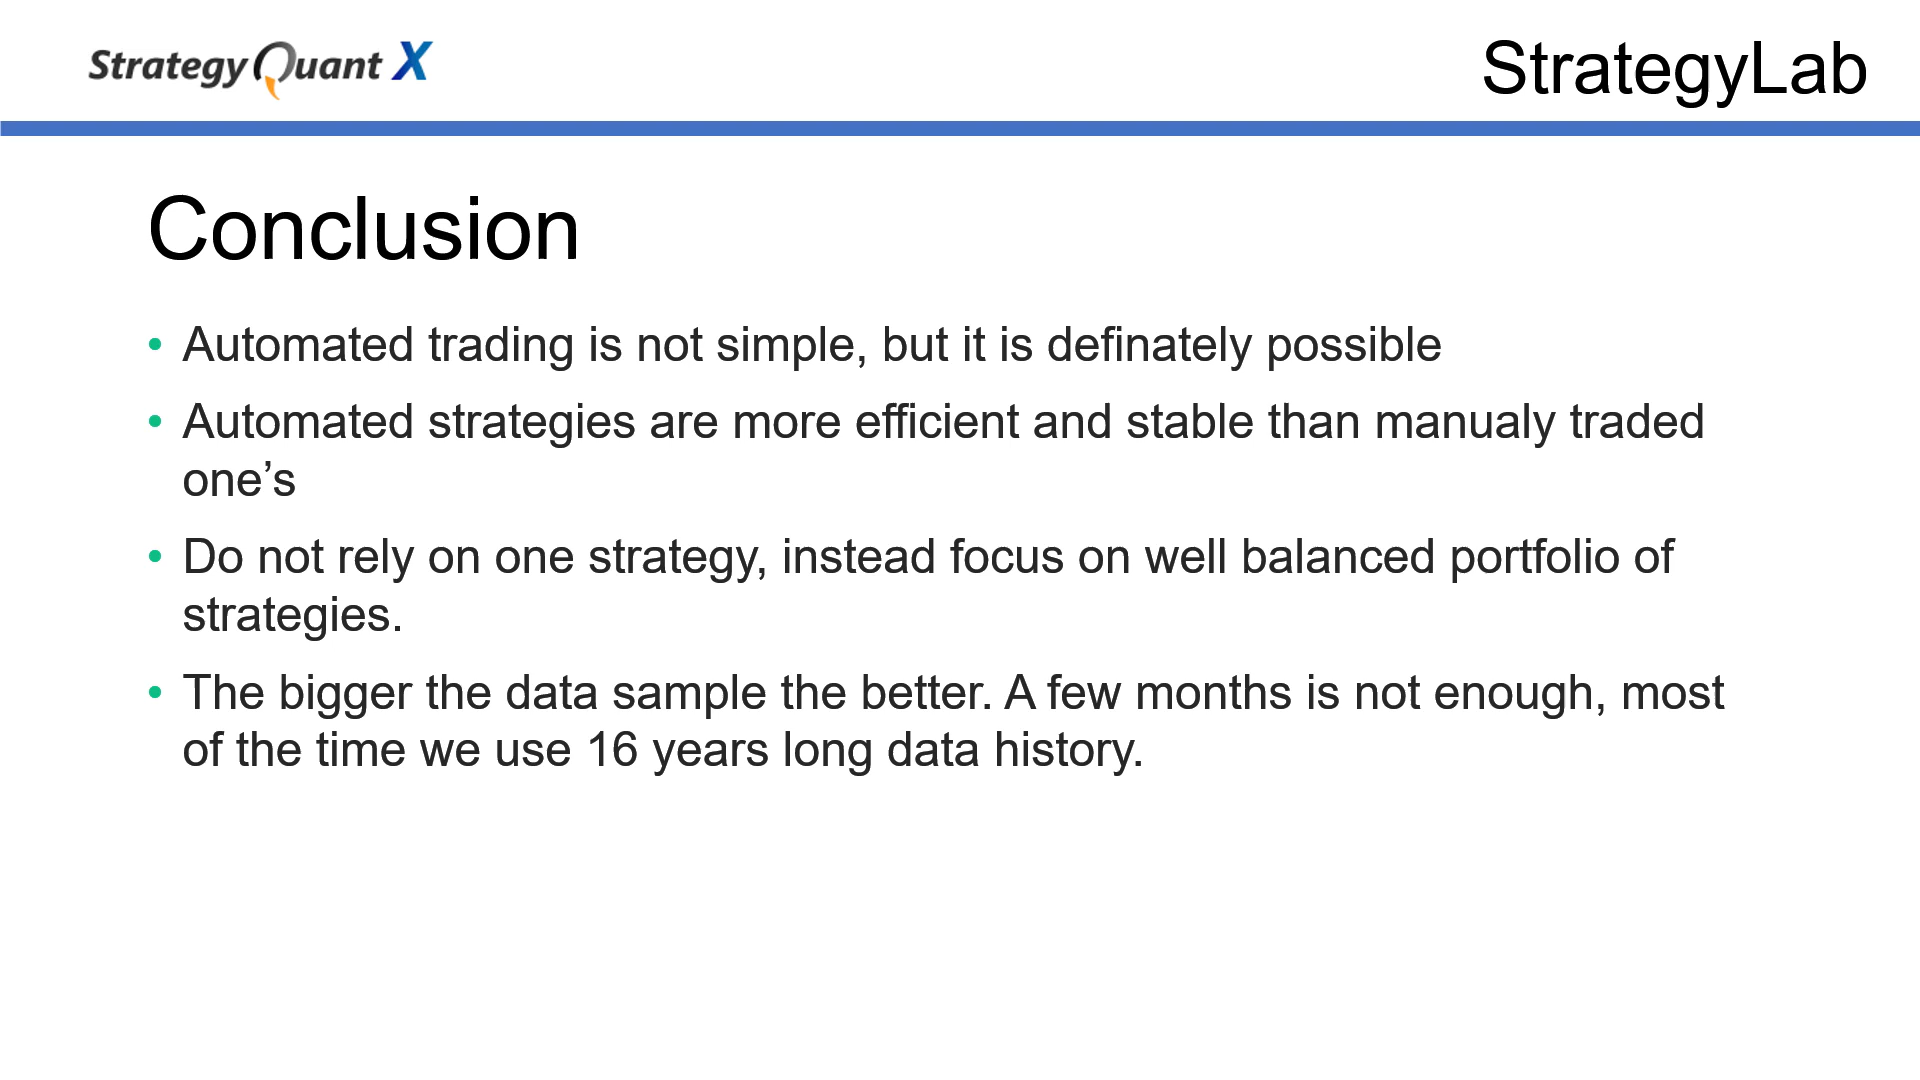 StrategyQuant X
StrategyLab
Conclusion
• Automated trading is not simple, but it is definately possible
• Automated strategies are more efficient and stable than manualy traded
one’s
• Do not rely on one strategy, instead focus on well balanced portfolio of
strategies.
• The bigger the data sample the better. A few months is not enough, most
of the time we use 16 years long data history.